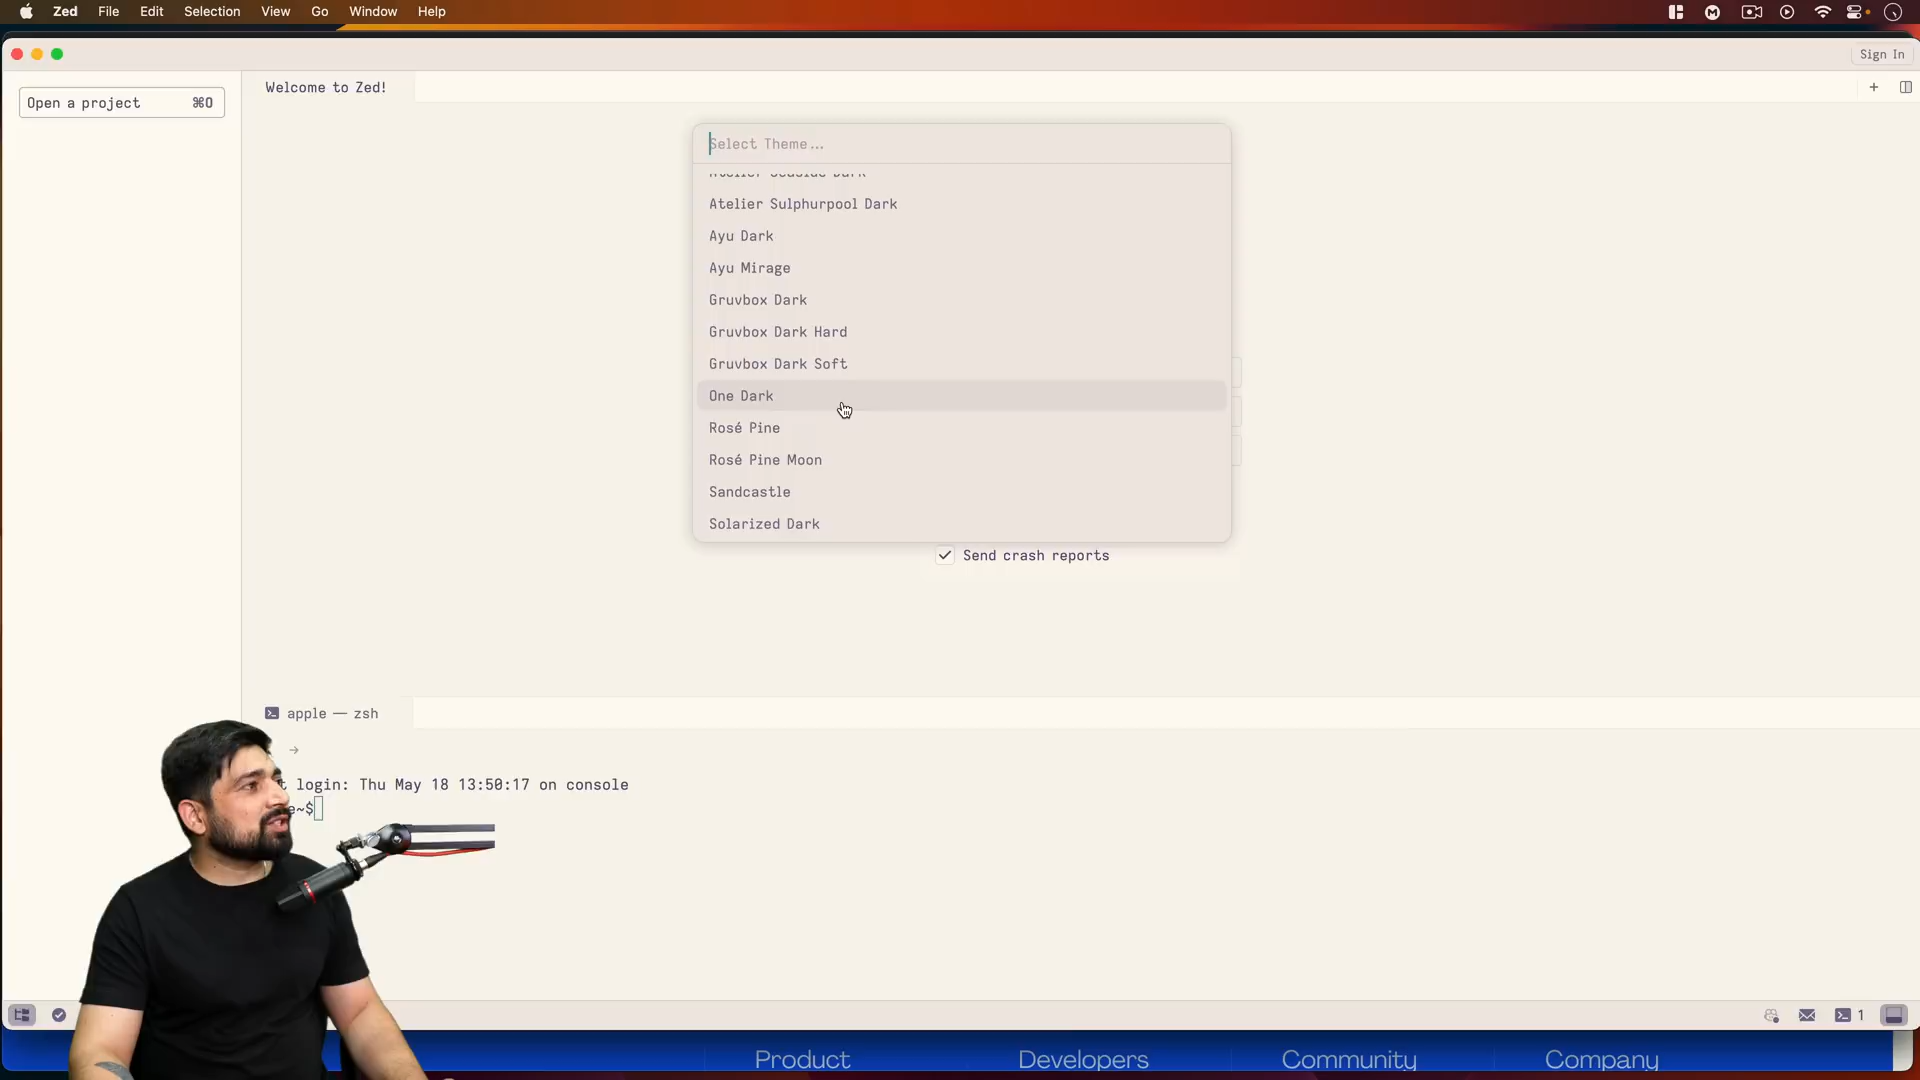 Zed File Edit Selection View Go Window Help
Sign In
Open a project ⌘O
Welcome to Zed!
Select Theme...
Atelier Seaside Dark
Atelier Sulphurpool Dark
Ayu Dark
Ayu Mirage
Gruvbox Dark
Gruvbox Dark Hard
Gruvbox Dark Soft
One Dark
Rosé Pine
Rosé Pine Moon
Sandcastle
Solarized Dark
Send crash reports
apple — zsh
login: Thu May 18 13:50:17 on console
~$
1
Product Developers Community Company